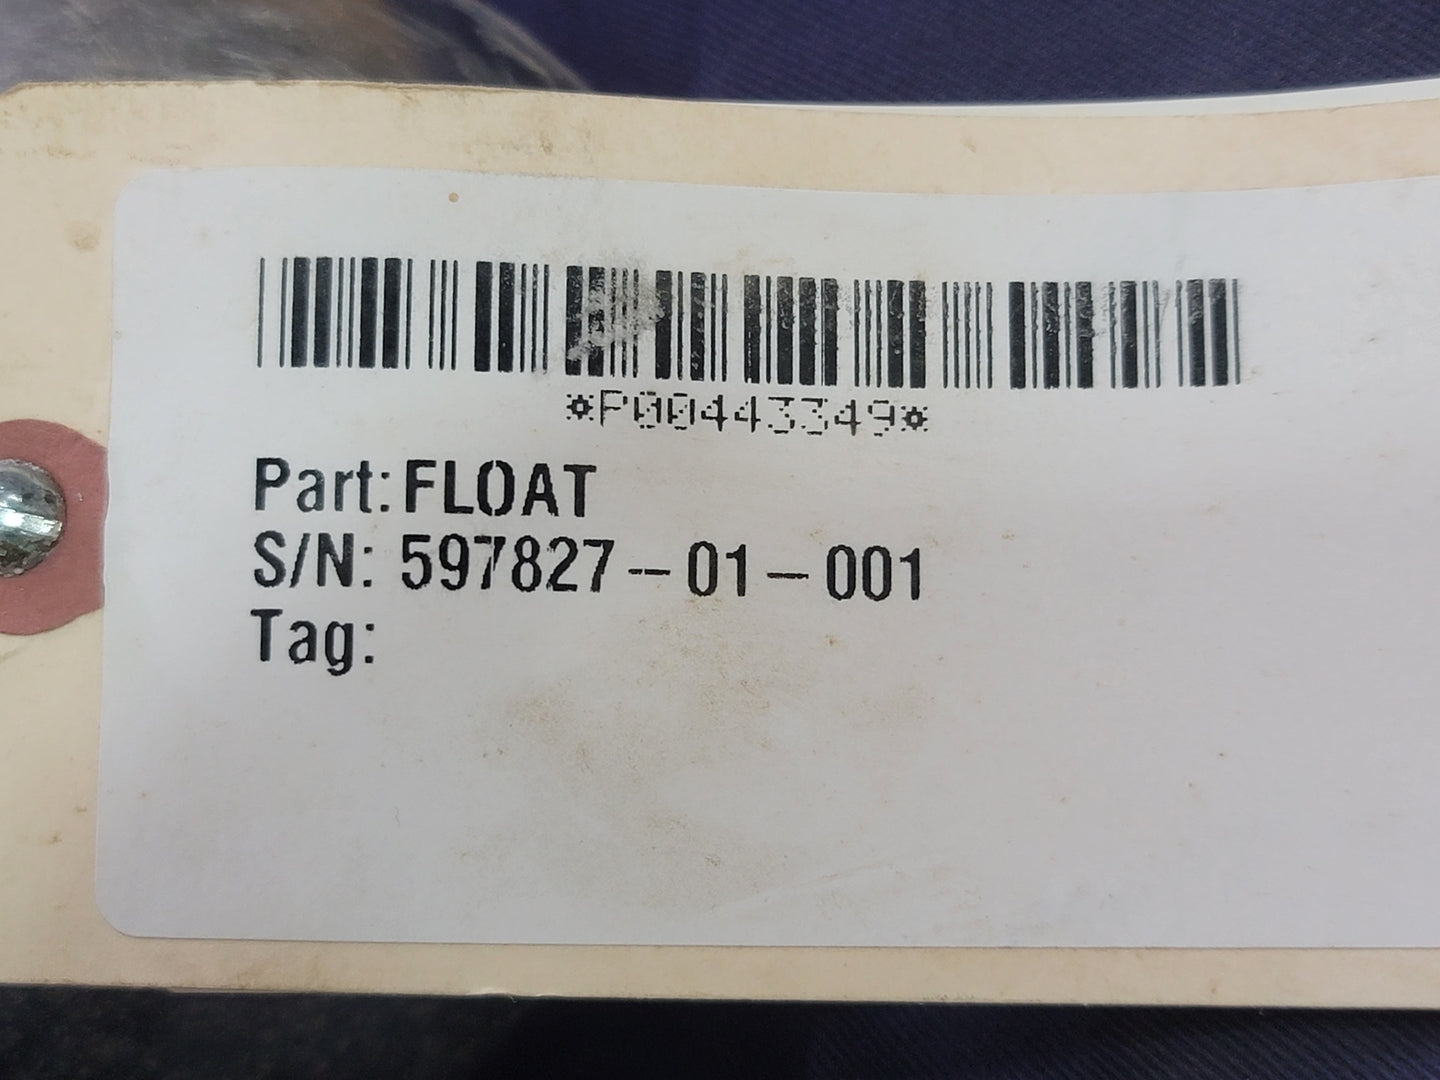 *P00443349*
Part: FLOAT
S/N: 597827-01-001
Tag: